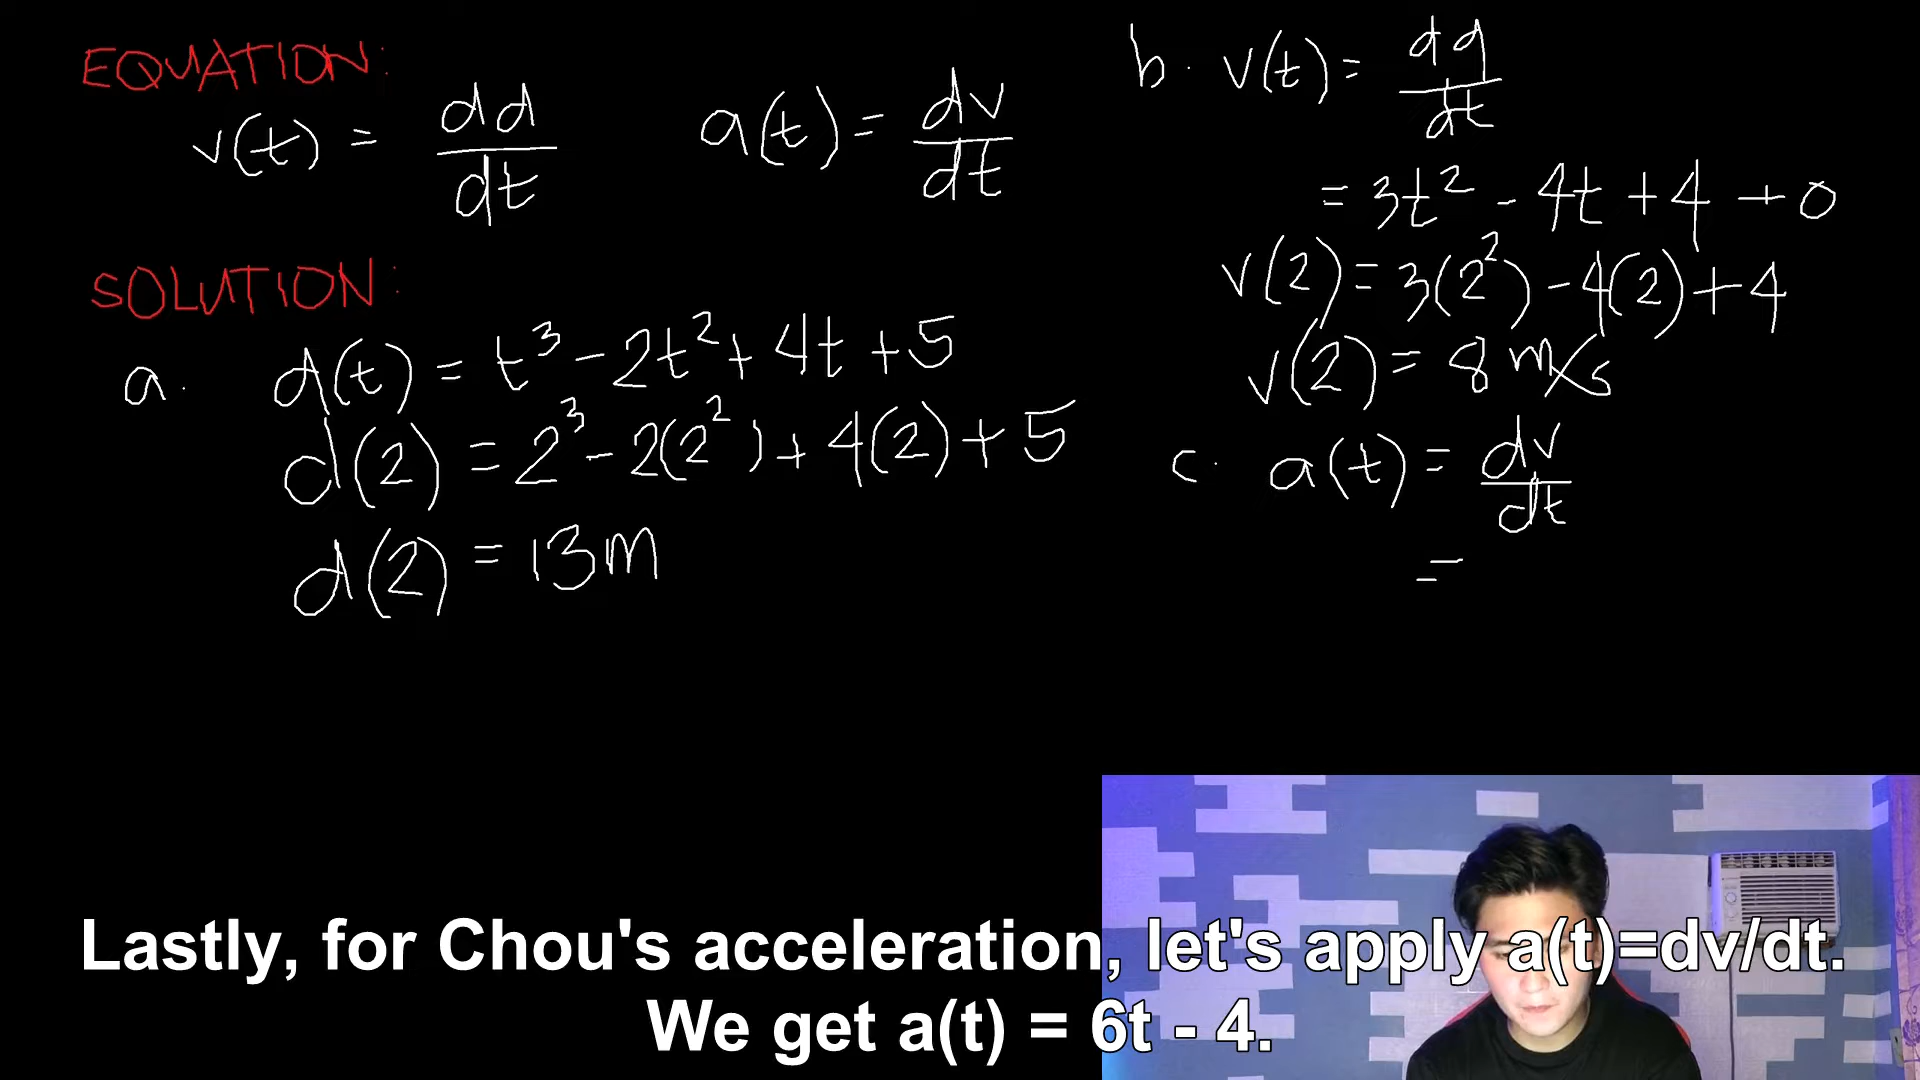 EQUATION:
v(t) = dd/dt    a(t) = dv/dt
SOLUTION:
a. d(t) = t³ - 2t² + 4t + 5
d(2) = 2³ - 2(2²) + 4(2) + 5
d(2) = 13m
b. v(t) = dd/dt
= 3t² - 4t + 4 + 0
v(2) = 3(2²) - 4(2) + 4
v(2) = 8 m/s
c. a(t) = dv/dt
=
Lastly, for Chou's acceleration, let's apply a(t)=dv/dt.
We get a(t) = 6t - 4.